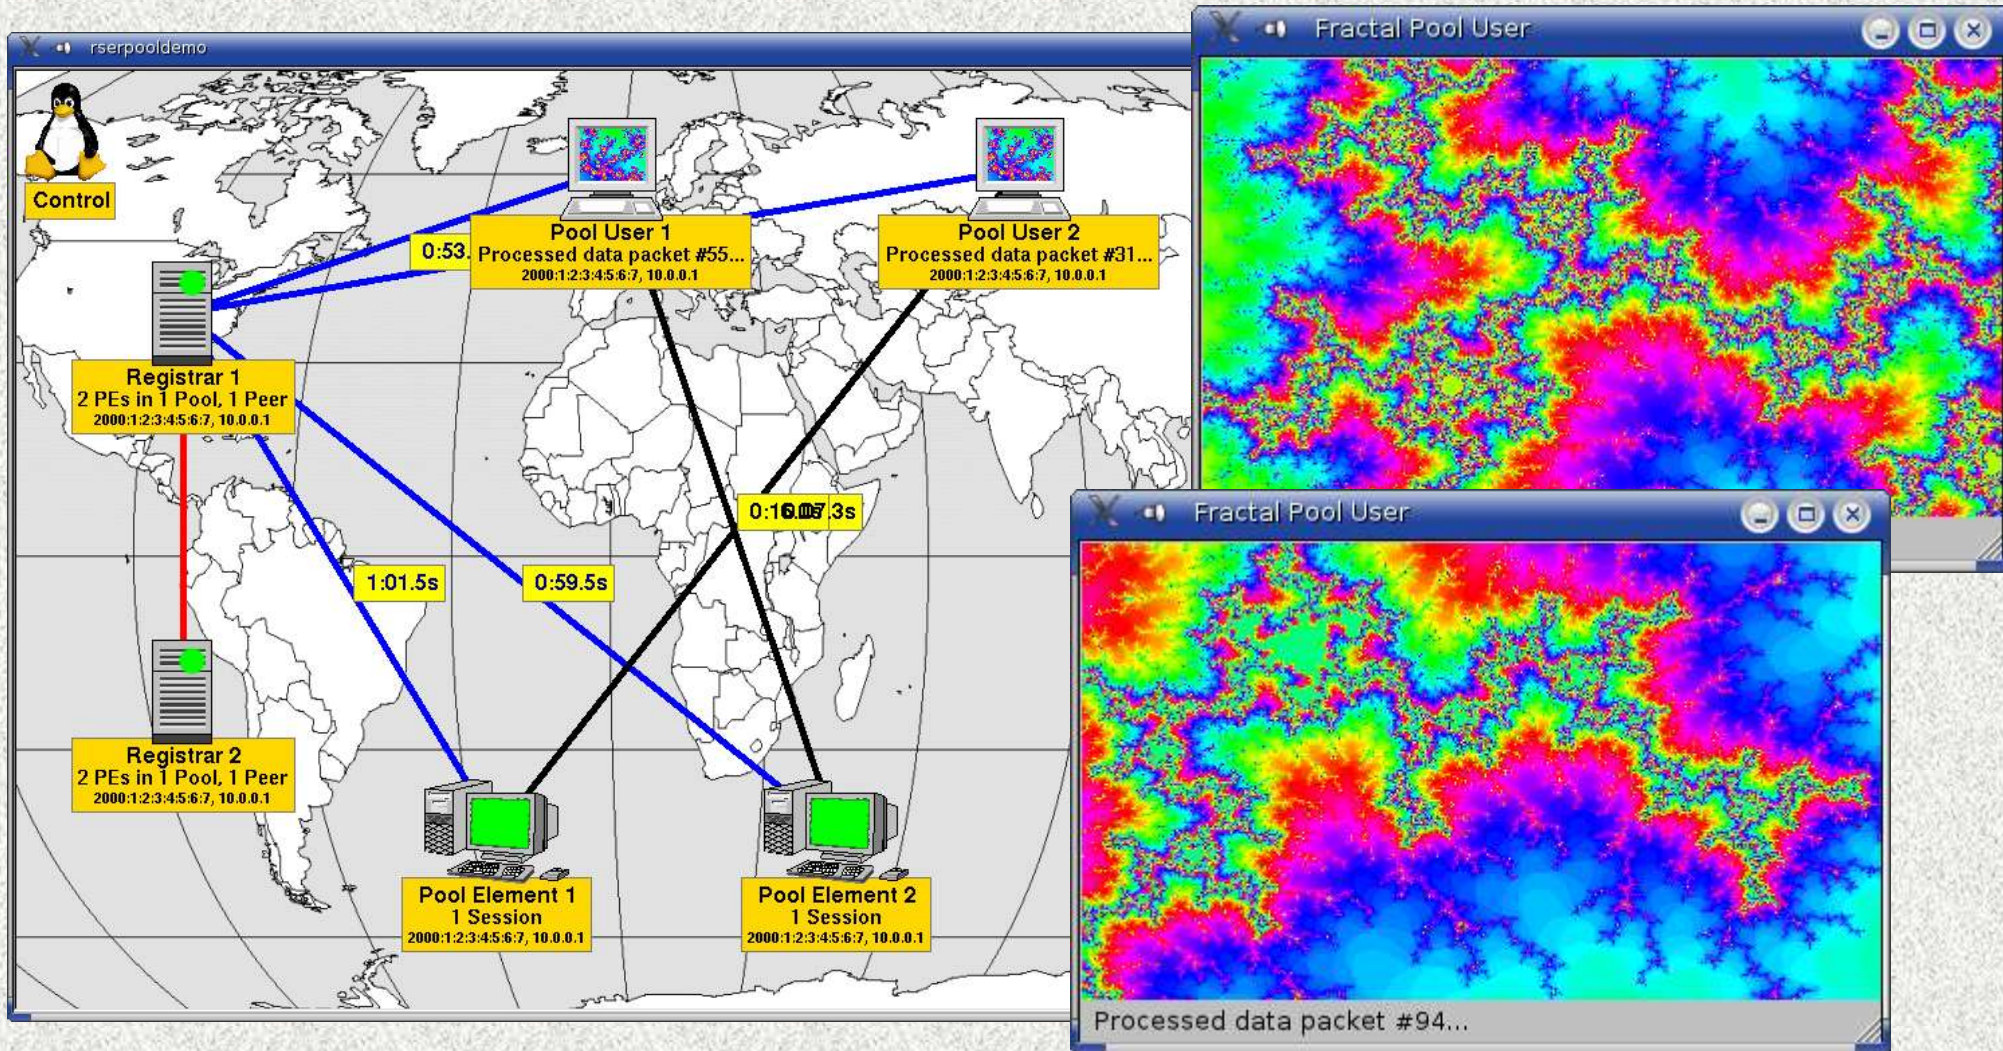 rserpooldemo
Control
0:53.
Pool User 1
Processed data packet #55...
2000:1:2:3:4:5:6:7, 10.0.0.1
Pool User 2
Processed data packet #31...
2000:1:2:3:4:5:6:7, 10.0.0.1
Registrar 1
2 PEs in 1 Pool, 1 Peer
2000:1:2:3:4:5:6:7, 10.0.0.1
1:01.5s
0:59.5s
Registrar 2
2 PEs in 1 Pool, 1 Peer
2000:1:2:3:4:5:6:7, 10.0.0.1
Pool Element 1
1 Session
2000:1:2:3:4:5:6:7, 10.0.0.1
Pool Element 2
1 Session
2000:1:2:3:4:5:6:7, 10.0.0.1
Fractal Pool User
Fractal Pool User
Processed data packet #94...